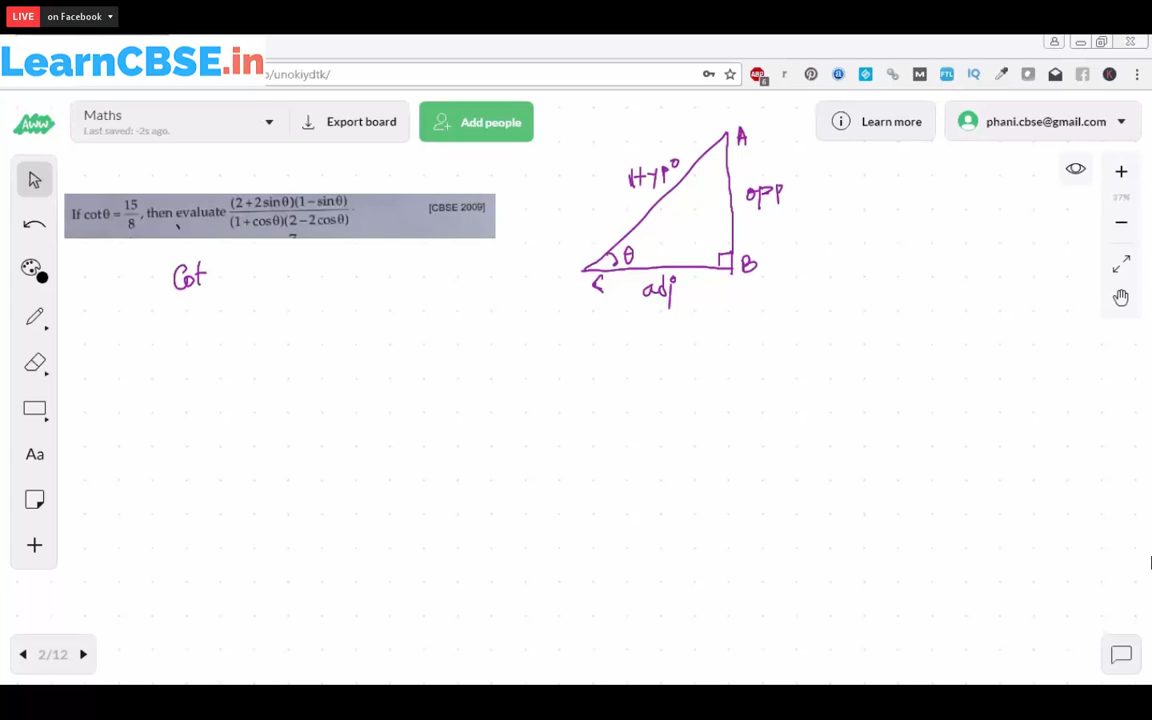 LIVE on Facebook
LearnCBSE.in
o/unokiydtk/
Maths
Last saved: -2s ago.
Export board
Add people
Learn more
phani.cbse@gmail.com
If cot θ = 15/8, then evaluate (2+2sinθ)(1−sinθ)/(1+cosθ)(2−2cosθ) [CBSE 2009]
Cot
A
Hyp
opp
θ
B
C
adj
37%
Aa
2/12